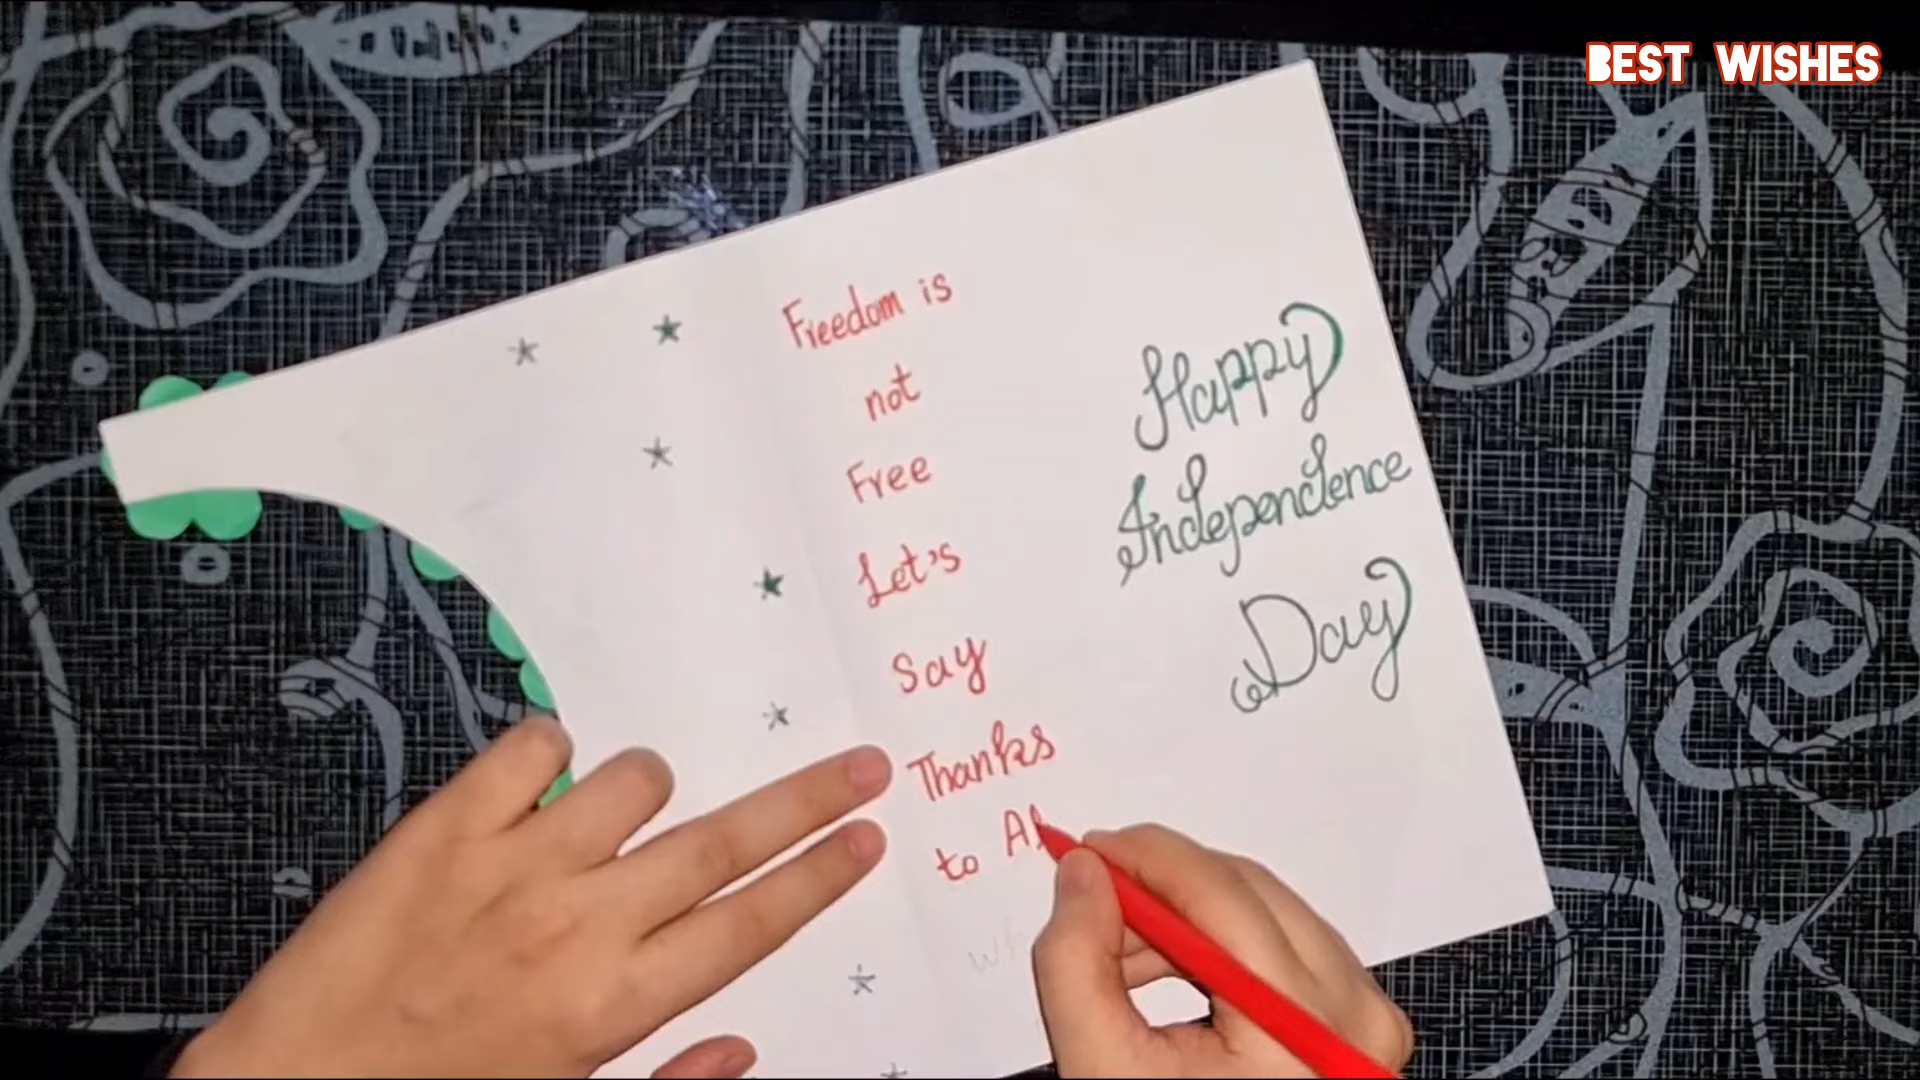 BEST WISHES
Freedom is
not
Free
Let's
Say
Thanks
to
Happy
Independence
Day